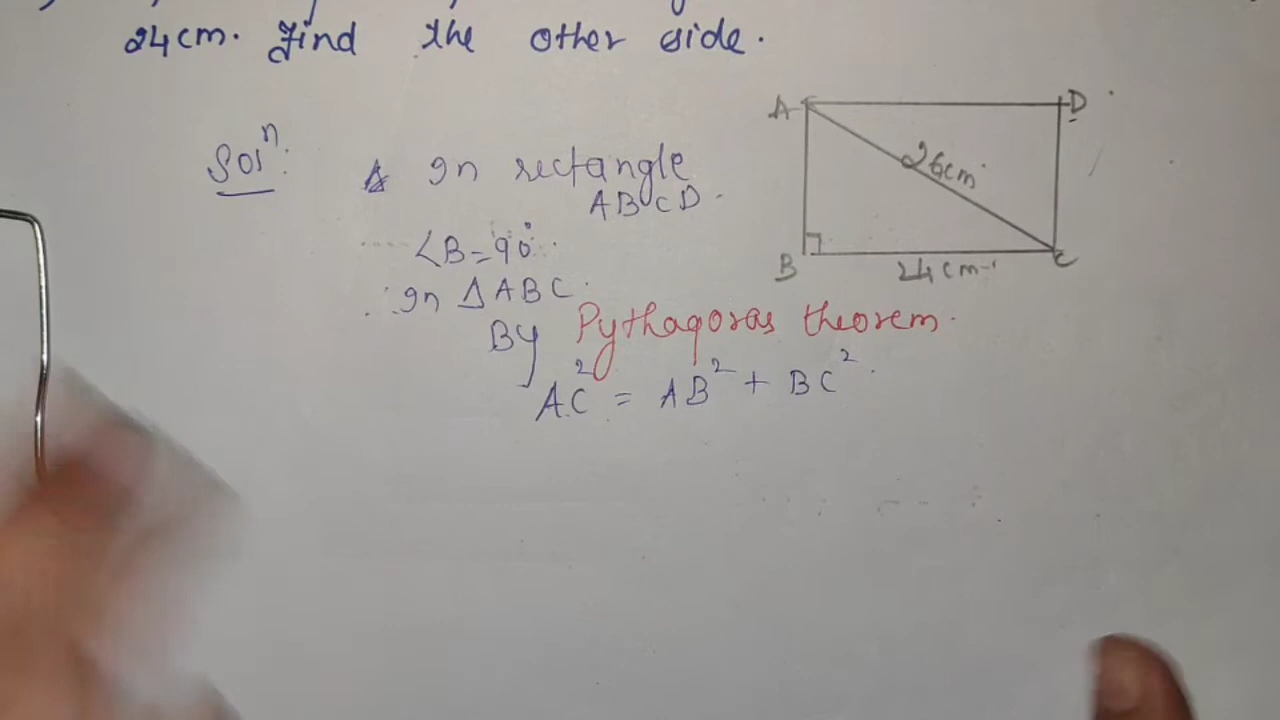 24cm. Find the other side.
Solⁿ:
In rectangle
ABCD.
∠B=90°.
∴ In △ABC.
By Pythagoras theorem.
AC² = AB² + BC².
A
D
26cm
B
24cm
C